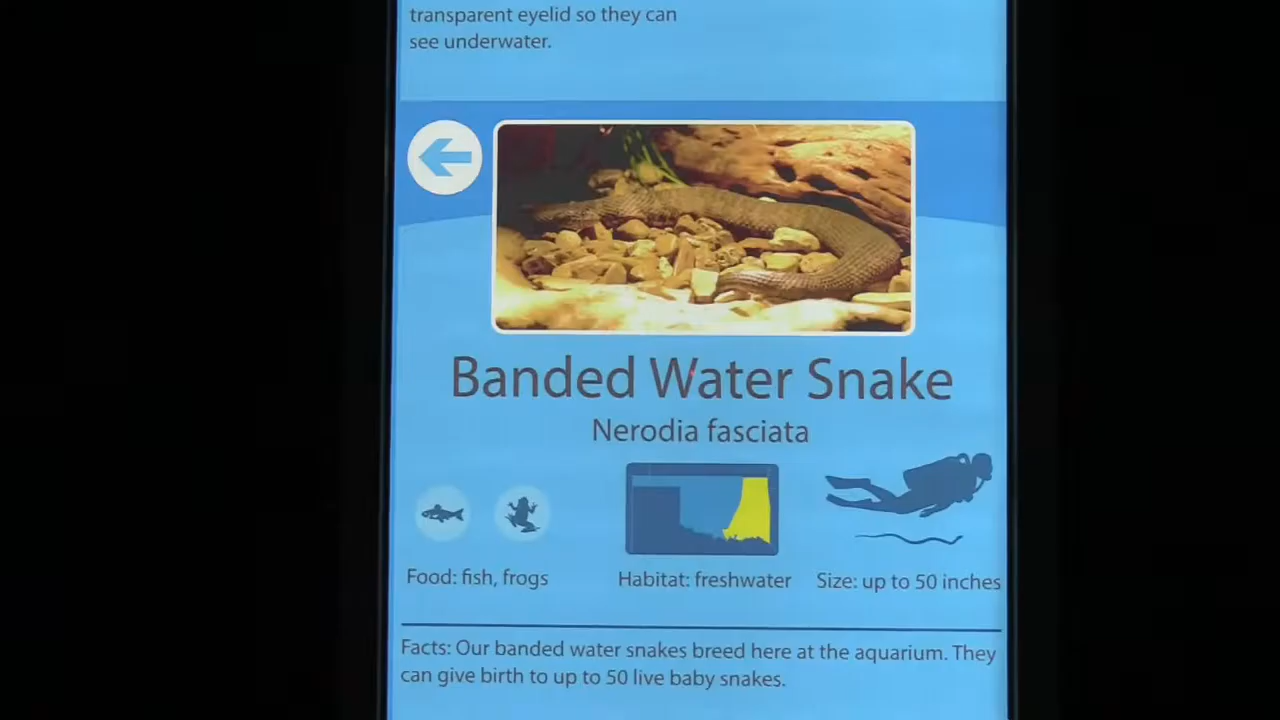 transparent eyelid so they can
see underwater.
Banded Water Snake
Nerodia fasciata
Food: fish, frogs
Habitat: freshwater
Size: up to 50 inches
Facts: Our banded water snakes breed here at the aquarium. They
can give birth to up to 50 live baby snakes.